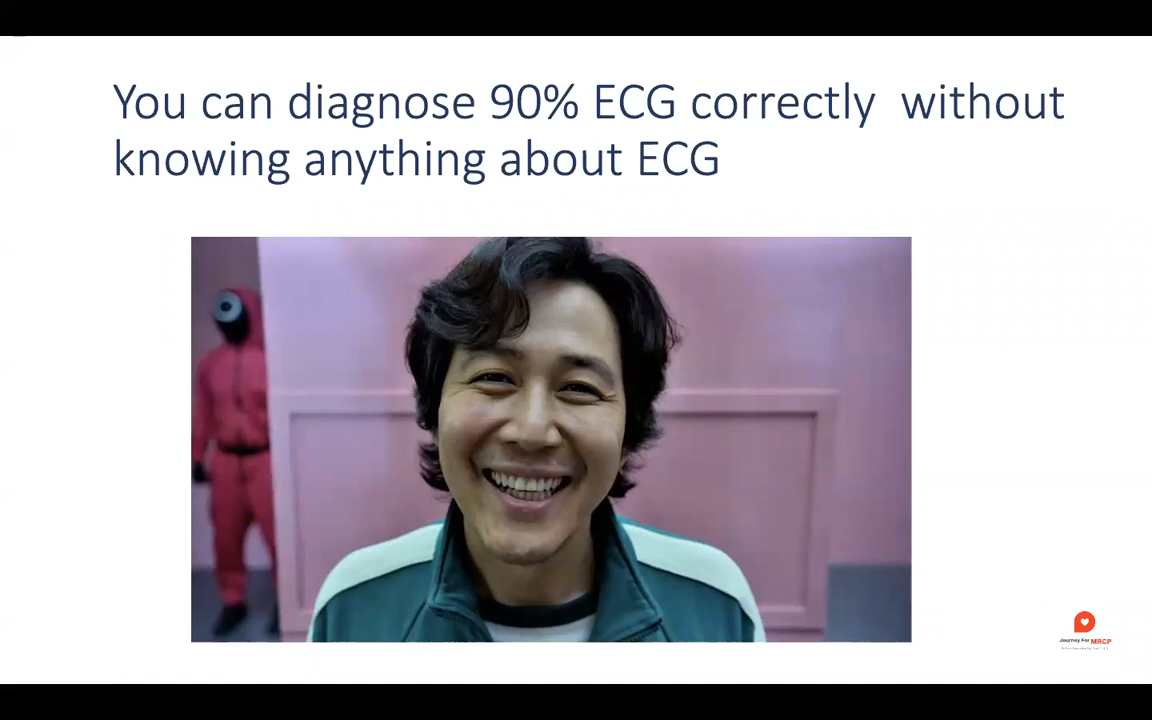 You can diagnose 90% ECG correctly  without
knowing anything about ECG
Journey For MRCP